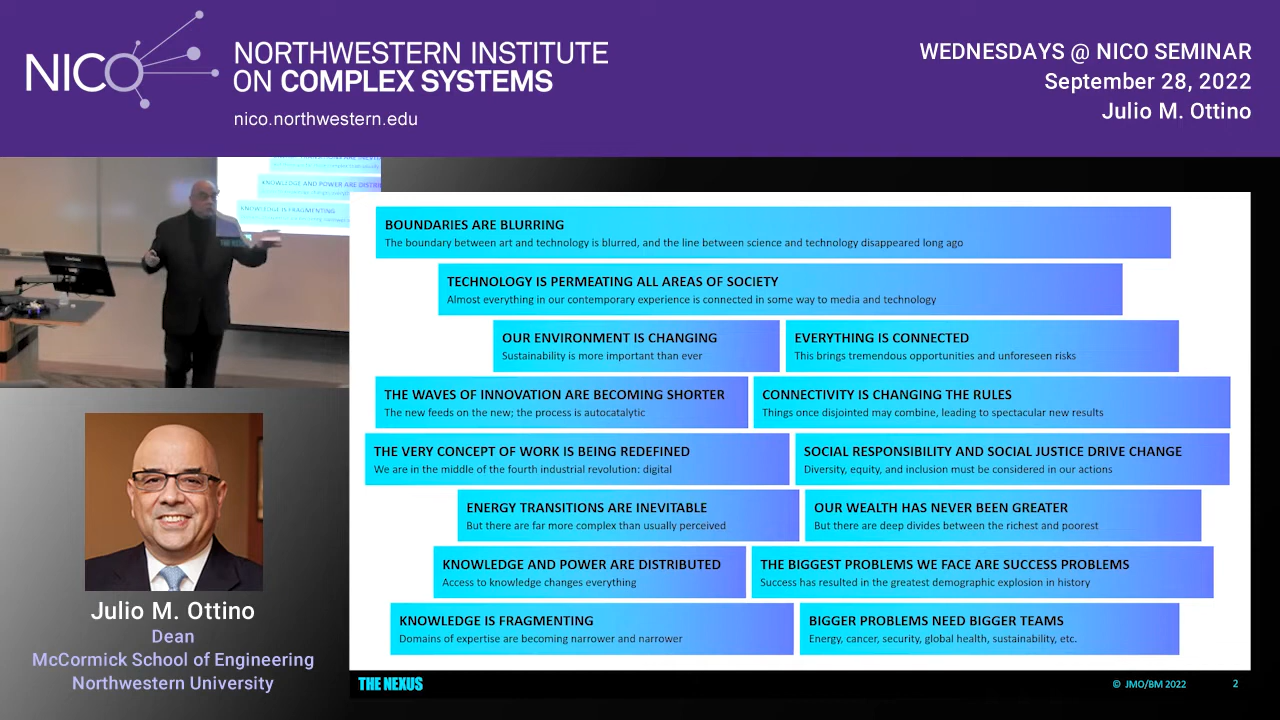 NICO
NORTHWESTERN INSTITUTE
ON COMPLEX SYSTEMS
nico.northwestern.edu
WEDNESDAYS @ NICO SEMINAR
September 28, 2022
Julio M. Ottino
KNOWLEDGE AND POWER ARE DISTRI
KNOWLEDGE IS FRAGMENTING
BOUNDARIES ARE BLURRING
The boundary between art and technology is blurred, and the line between science and technology disappeared long ago
TECHNOLOGY IS PERMEATING ALL AREAS OF SOCIETY
Almost everything in our contemporary experience is connected in some way to media and technology
OUR ENVIRONMENT IS CHANGING
Sustainability is more important than ever
EVERYTHING IS CONNECTED
This brings tremendous opportunities and unforeseen risks
THE WAVES OF INNOVATION ARE BECOMING SHORTER
The new feeds on the new; the process is autocatalytic
CONNECTIVITY IS CHANGING THE RULES
Things once disjointed may combine, leading to spectacular new results
THE VERY CONCEPT OF WORK IS BEING REDEFINED
We are in the middle of the fourth industrial revolution: digital
SOCIAL RESPONSIBILITY AND SOCIAL JUSTICE DRIVE CHANGE
Diversity, equity, and inclusion must be considered in our actions
ENERGY TRANSITIONS ARE INEVITABLE
But there are far more complex than usually perceived
OUR WEALTH HAS NEVER BEEN GREATER
But there are deep divides between the richest and poorest
KNOWLEDGE AND POWER ARE DISTRIBUTED
Access to knowledge changes everything
THE BIGGEST PROBLEMS WE FACE ARE SUCCESS PROBLEMS
Success has resulted in the greatest demographic explosion in history
KNOWLEDGE IS FRAGMENTING
Domains of expertise are becoming narrower and narrower
BIGGER PROBLEMS NEED BIGGER TEAMS
Energy, cancer, security, global health, sustainability, etc.
THE NEXUS
© JMO/BM 2022
2
Julio M. Ottino
Dean
McCormick School of Engineering
Northwestern University